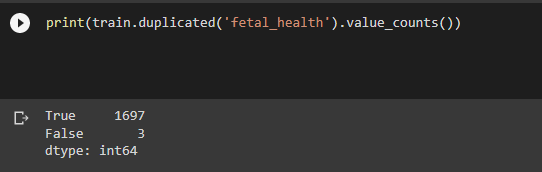 print(train.duplicated('fetal_health').value_counts())
True     1697
False       3
dtype: int64